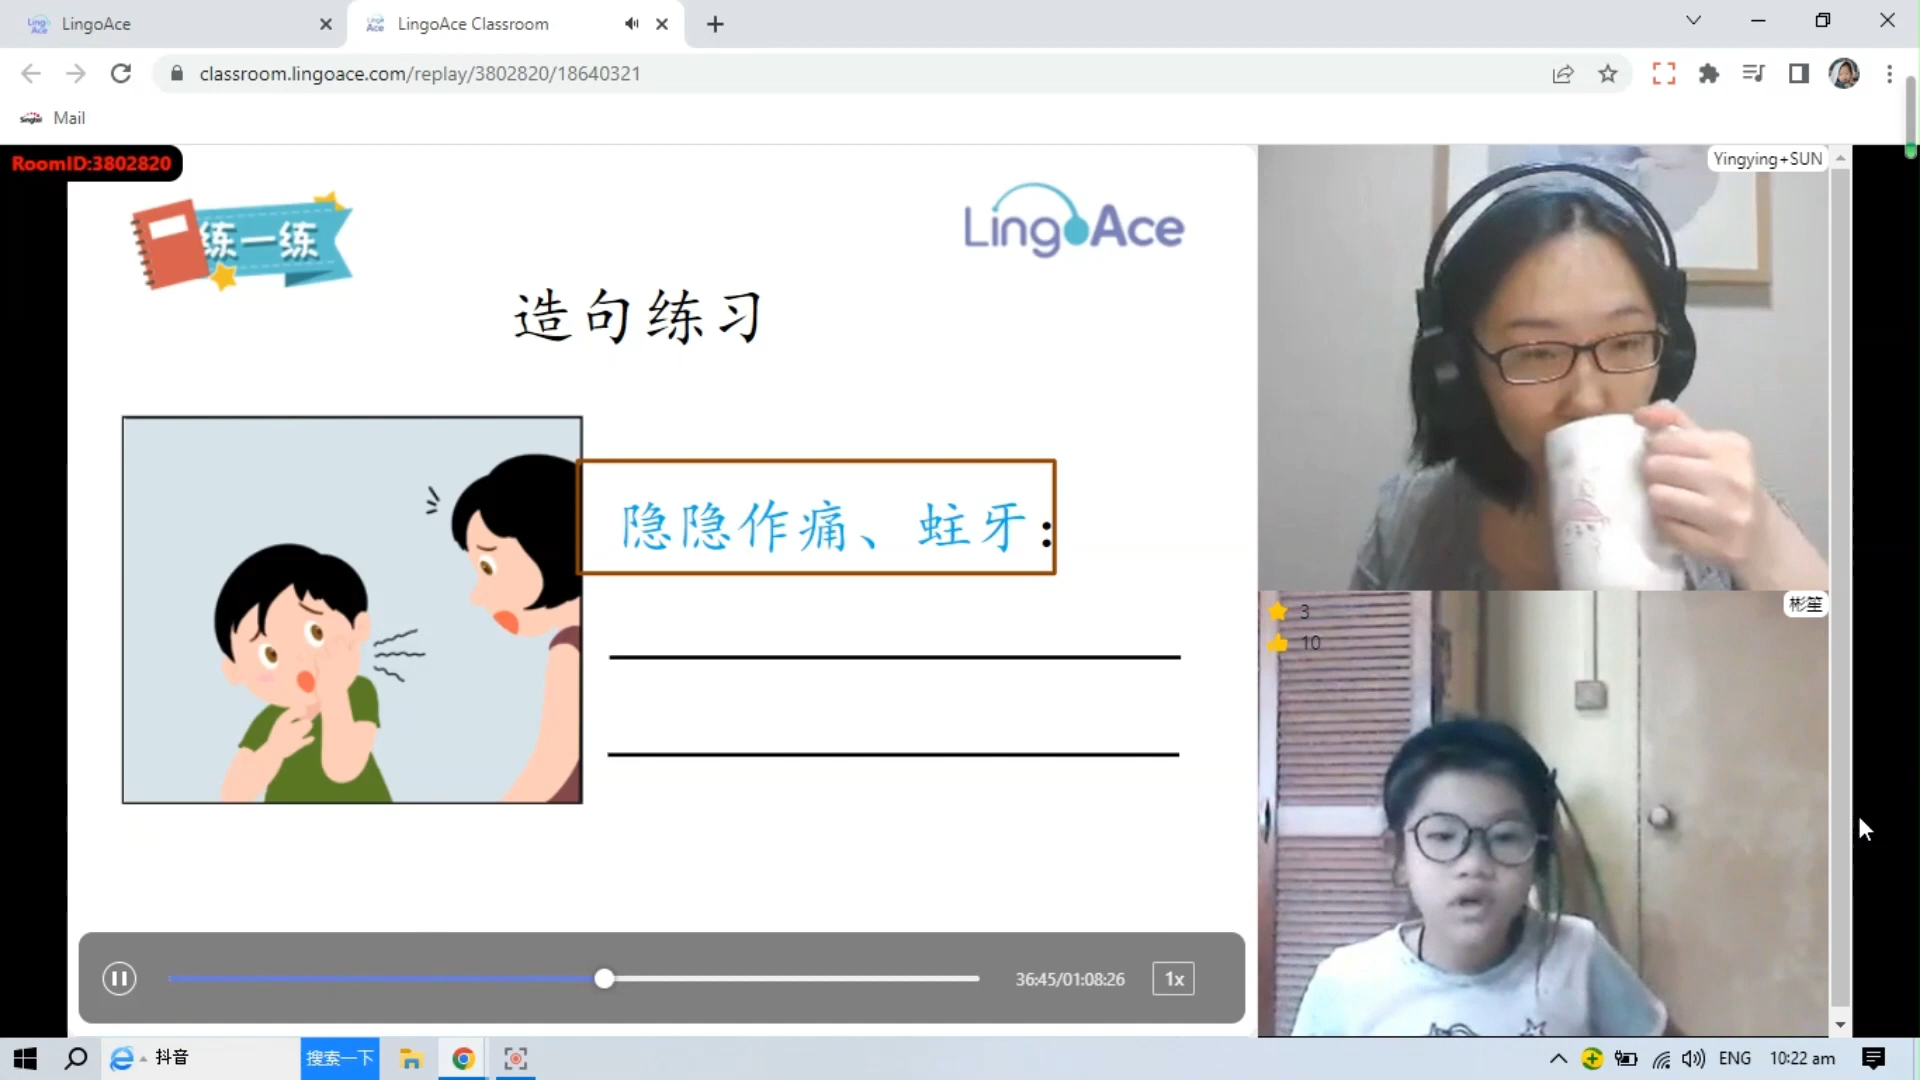 LingoAce
LingoAce Classroom
classroom.lingoace.com/replay/3802820/18640321
Singtel Mail
RoomID:3802820
练一练
LingoAce
造句练习
隐隐作痛、蛀牙:
Yingying+SUN
彬笙
3
10
36:45/01:08:26
1x
抖音
搜索一下
ENG
10:22 am